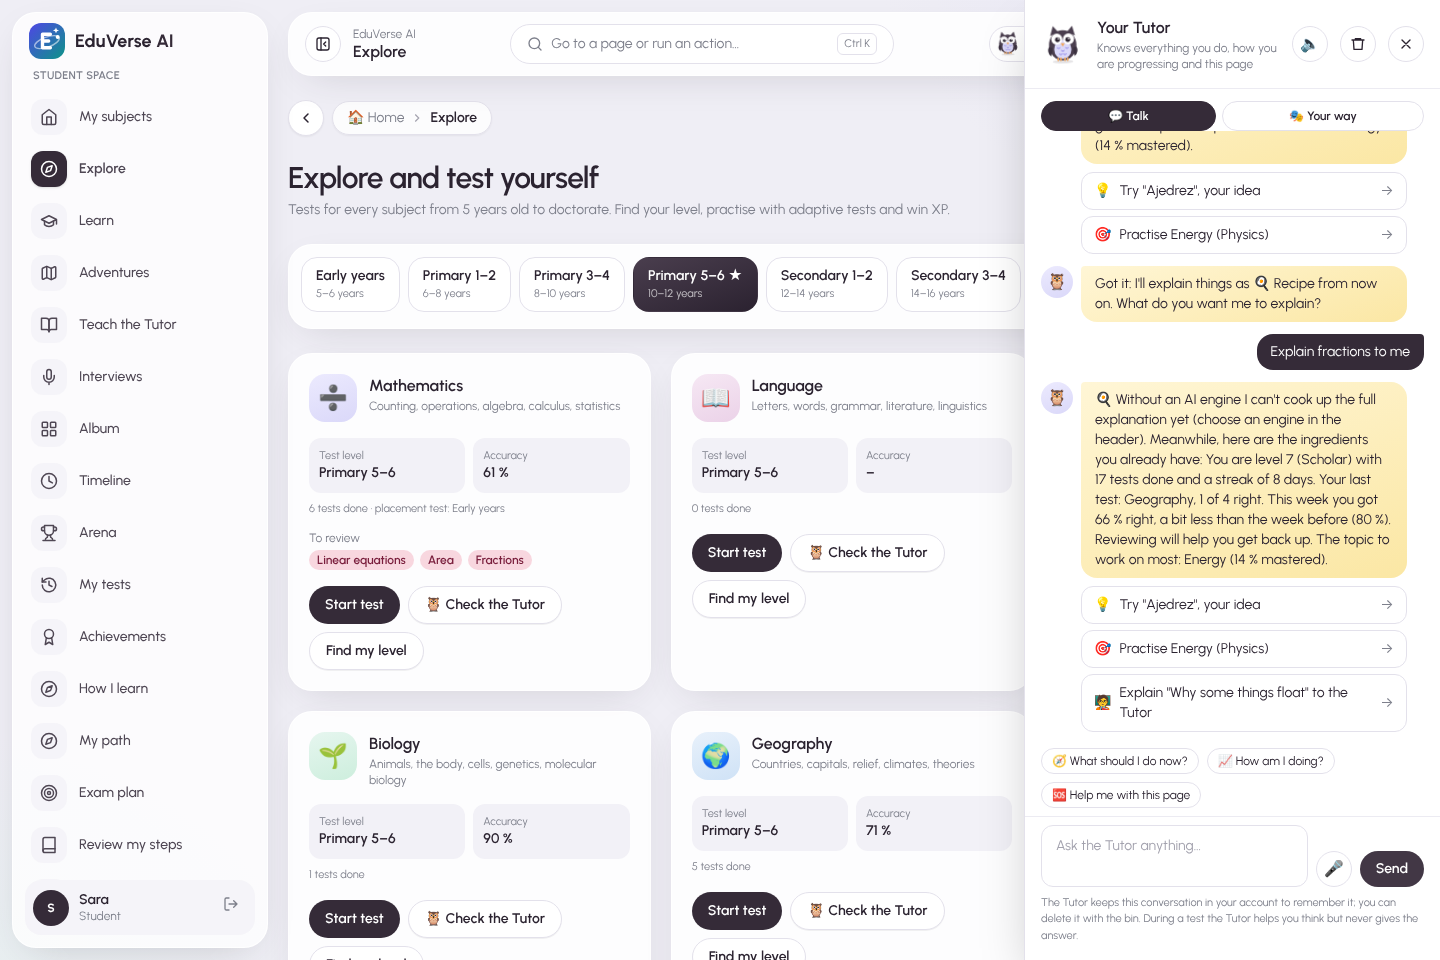 EduVerse AI
STUDENT SPACE
My subjects
Explore
Learn
Adventures
Teach the Tutor
Interviews
Album
Timeline
Arena
My tests
Achievements
How I learn
My path
Exam plan
Review my steps
S
Sara
Student
EduVerse AI
Explore
Go to a page or run an action...
Ctrl K
Home
Explore
Explore and test yourself
Tests for every subject from 5 years old to doctorate. Find your level, practise with adaptive tests and win XP.
Early years
5–6 years
Primary 1–2
6–8 years
Primary 3–4
8–10 years
Primary 5–6 ★
10–12 years
Secondary 1–2
12–14 years
Secondary 3–4
14–16 years
Mathematics
Counting, operations, algebra, calculus, statistics
Test level
Primary 5–6
Accuracy
61 %
6 tests done · placement test: Early years
To review
Linear equations
Area
Fractions
Start test
Check the Tutor
Find my level
Language
Letters, words, grammar, literature, linguistics
Test level
Primary 5–6
Accuracy
–
0 tests done
Start test
Check the Tutor
Find my level
Biology
Animals, the body, cells, genetics, molecular
biology
Test level
Primary 5–6
Accuracy
90 %
1 tests done
Start test
Check the Tutor
Geography
Countries, capitals, relief, climates, theories
Test level
Primary 5–6
Accuracy
71 %
5 tests done
Start test
Check the Tutor
Find my level
Your Tutor
Knows everything you do, how you
are progressing and this page
Talk
Your way
(14 % mastered).
Try "Ajedrez", your idea
Practise Energy (Physics)
Got it: I'll explain things as 🍳 Recipe from now
on. What do you want me to explain?
Explain fractions to me
🍳 Without an AI engine I can't cook up the full
explanation yet (choose an engine in the
header). Meanwhile, here are the ingredients
you already have: You are level 7 (Scholar) with
17 tests done and a streak of 8 days. Your last
test: Geography, 1 of 4 right. This week you got
66 % right, a bit less than the week before (80 %).
Reviewing will help you get back up. The topic to
work on most: Energy (14 % mastered).
Try "Ajedrez", your idea
Practise Energy (Physics)
Explain "Why some things float" to the
Tutor
What should I do now?
How am I doing?
SOS
Help me with this page
Ask the Tutor anything...
Send
The Tutor keeps this conversation in your account to remember it; you can
delete it with the bin. During a test the Tutor helps you think but never gives the
answer.